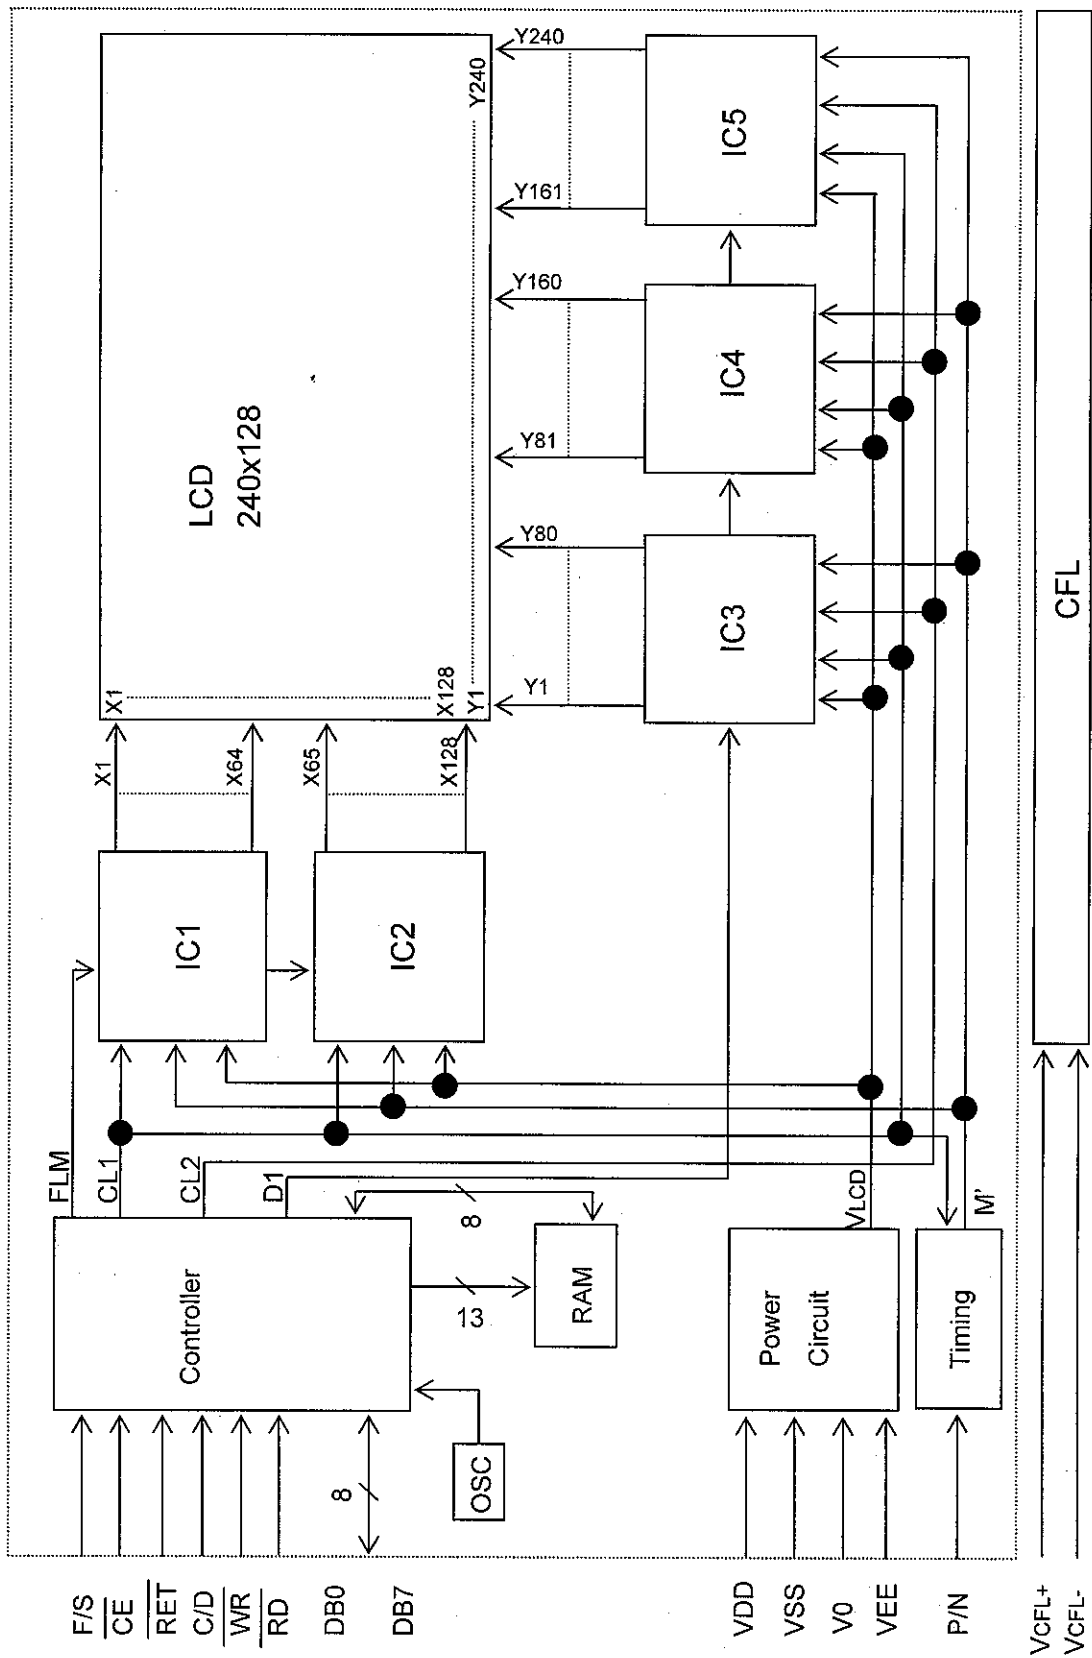 F/S
CE
RET
C/D
WR
RD
DB0
DB7
8
Controller
OSC
FLM
CL1
CL2
D1
8
13
RAM
IC1
IC2
X1
X64
X65
X128
X1
X128
Y1
Y240
LCD
240x128
Y1
Y80
Y81
Y160
Y161
Y240
IC3
IC4
IC5
VDD
VSS
V0
VEE
Power
Circuit
VLCD
P/N
Timing
M'
VCFL+
VCFL-
CFL